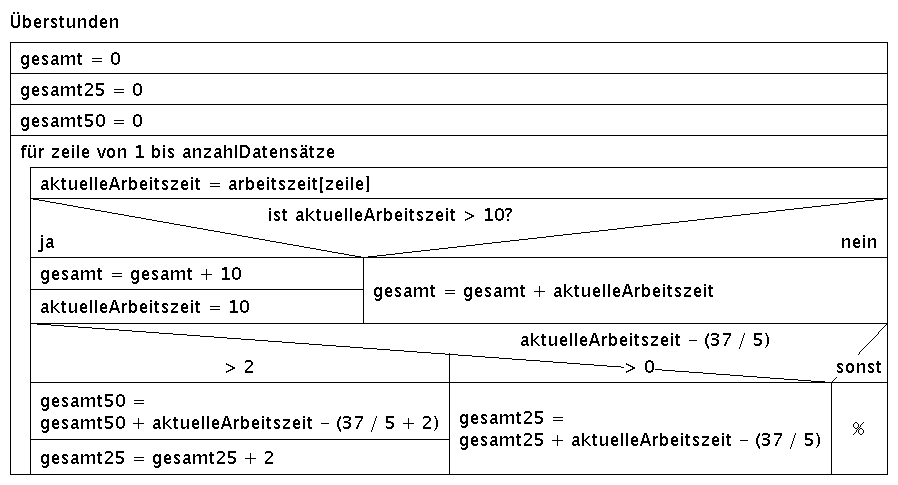 Überstunden
gesamt = 0
gesamt25 = 0
gesamt50 = 0
für zeile von 1 bis anzahlDatensätze
aktuelleArbeitszeit = arbeitszeit[zeile]
ist aktuelleArbeitszeit > 10?
ja
nein
gesamt = gesamt + 10
aktuelleArbeitszeit = 10
gesamt = gesamt + aktuelleArbeitszeit
aktuelleArbeitszeit – (37 / 5)
> 2
> 0
sonst
gesamt50 =
gesamt50 + aktuelleArbeitszeit – (37 / 5 + 2)
gesamt25 = gesamt25 + 2
gesamt25 =
gesamt25 + aktuelleArbeitszeit – (37 / 5)
%